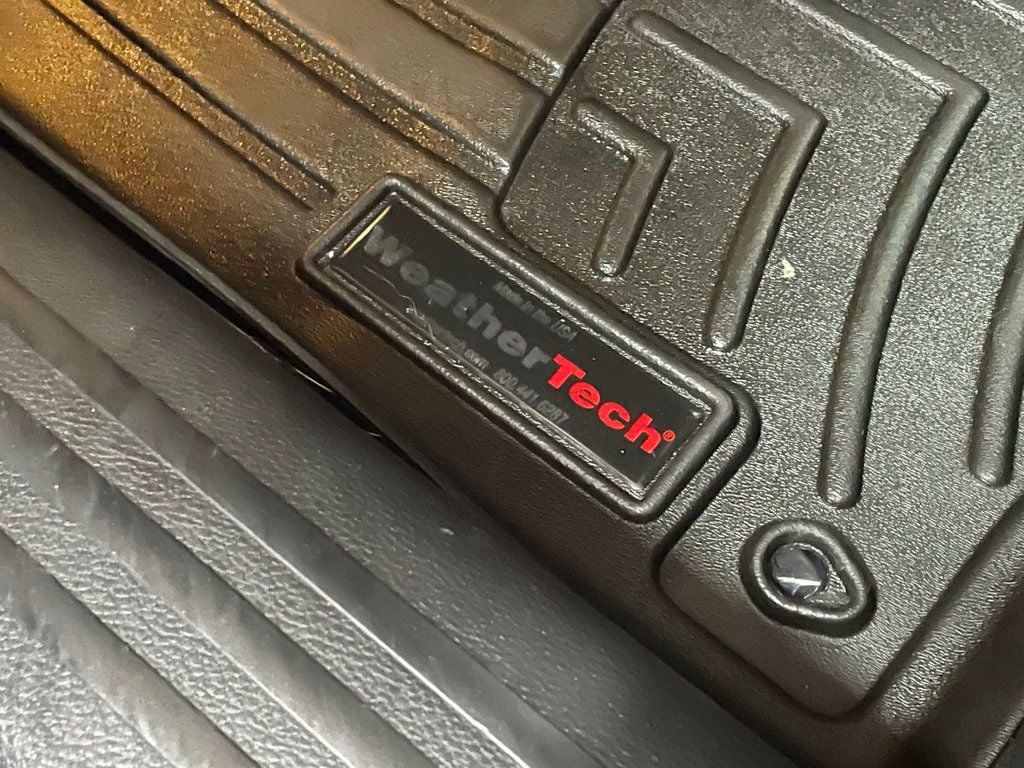 Made in the USA
WeatherTech®
800.441.6287